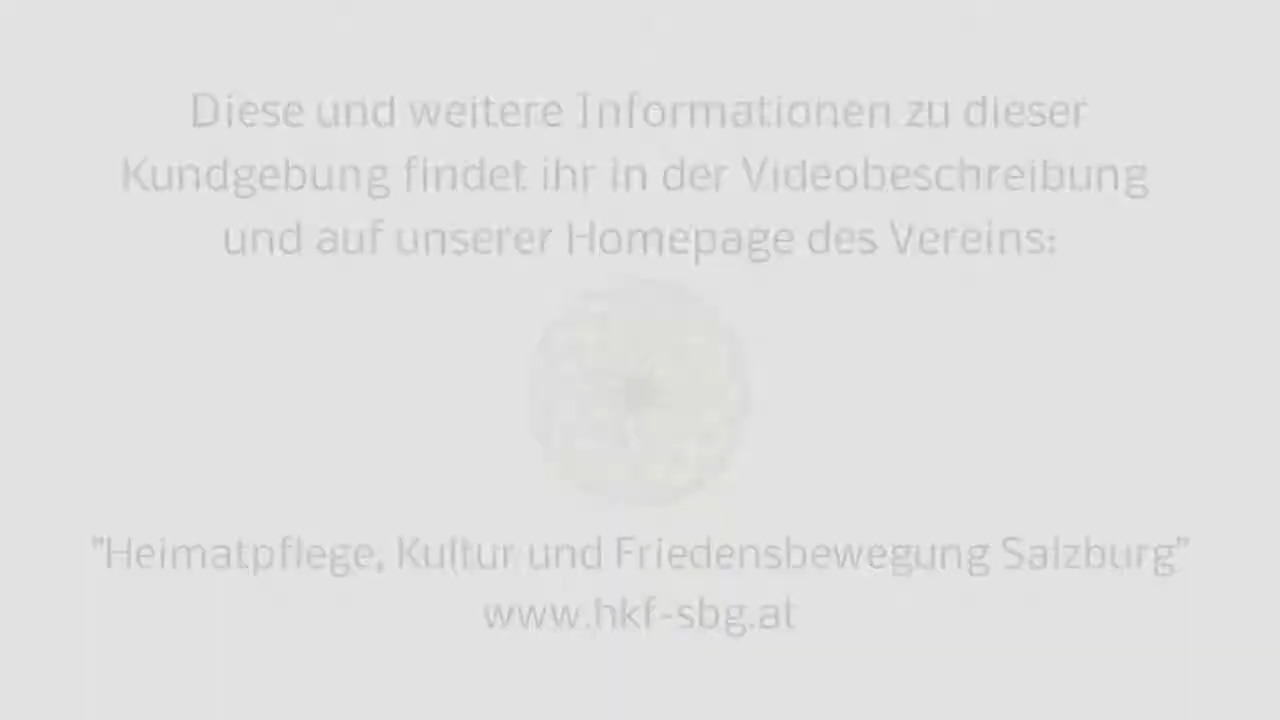 Diese und weitere Informationen zu dieser
Kundgebung findet ihr in der Videobeschreibung
und auf unserer Homepage des Vereins:
"Heimatpflege, Kultur und Friedensbewegung Salzburg"
www.hkf-sbg.at